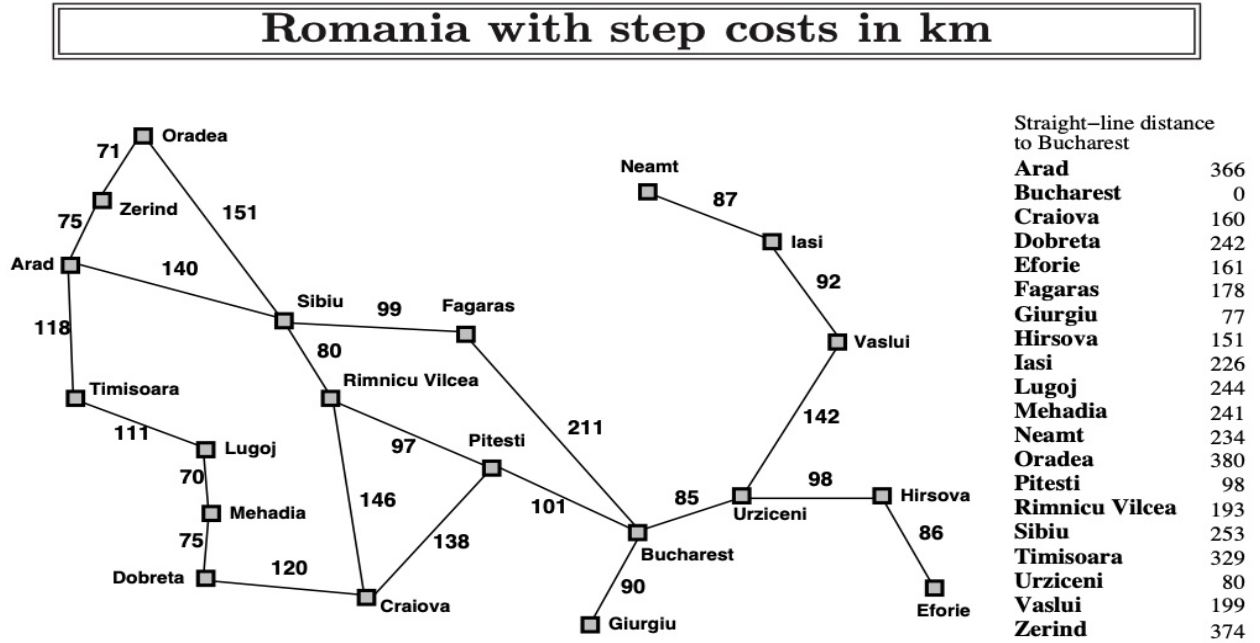 Romania with step costs in km
Oradea
71
Neamt
Zerind
87
151
75
Iasi
Arad
140
92
Sibiu
Fagaras
99
118
80
Vaslui
Rimnicu Vilcea
Timisoara
142
111
211
Lugoj
97
Pitesti
70
98
Hirsova
146
85
101
Urziceni
Mehadia
86
75
138
Bucharest
120
90
Dobreta
Craiova
Eforie
Giurgiu
Straight−line distance
to Bucharest
Arad 366
Bucharest 0
Craiova 160
Dobreta 242
Eforie 161
Fagaras 178
Giurgiu 77
Hirsova 151
Iasi 226
Lugoj 244
Mehadia 241
Neamt 234
Oradea 380
Pitesti 98
Rimnicu Vilcea 193
Sibiu 253
Timisoara 329
Urziceni 80
Vaslui 199
Zerind 374